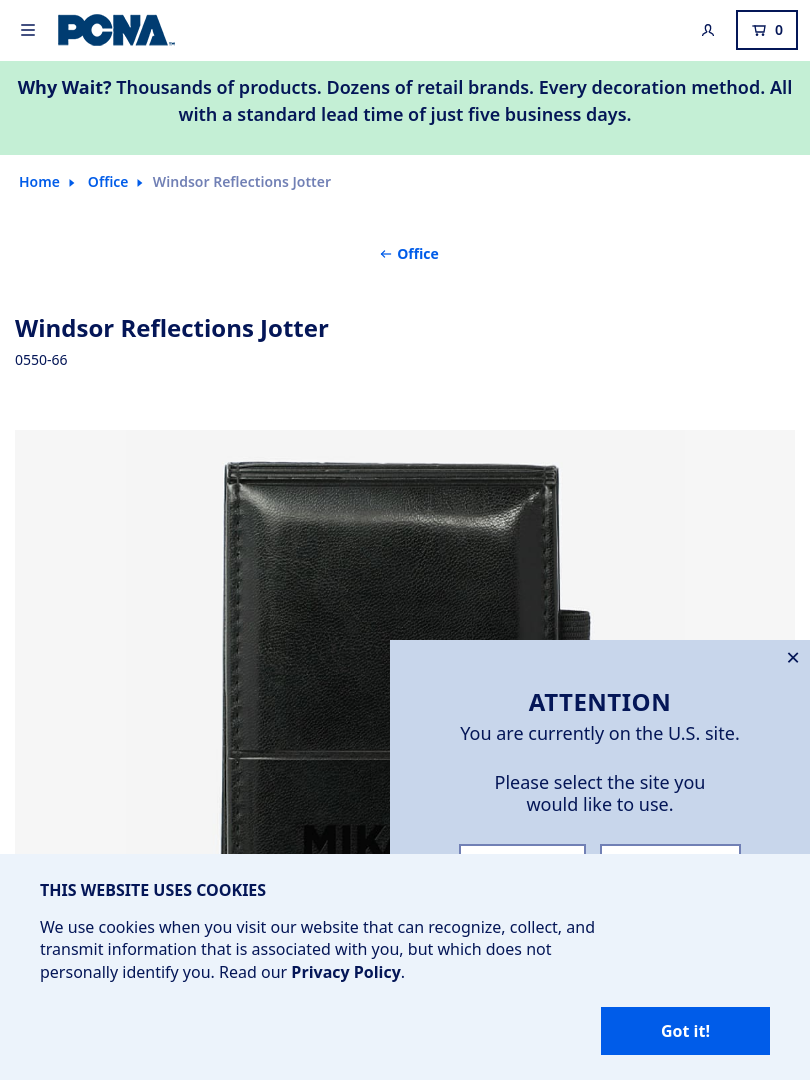 PCNA™
0
Why Wait? Thousands of products. Dozens of retail brands. Every decoration method. All
with a standard lead time of just five business days.
Home
Office
Windsor Reflections Jotter
Office
Windsor Reflections Jotter
0550-66
ATTENTION
You are currently on the U.S. site.
Please select the site you
would like to use.
THIS WEBSITE USES COOKIES
We use cookies when you visit our website that can recognize, collect, and
transmit information that is associated with you, but which does not
personally identify you. Read our Privacy Policy.
Got it!